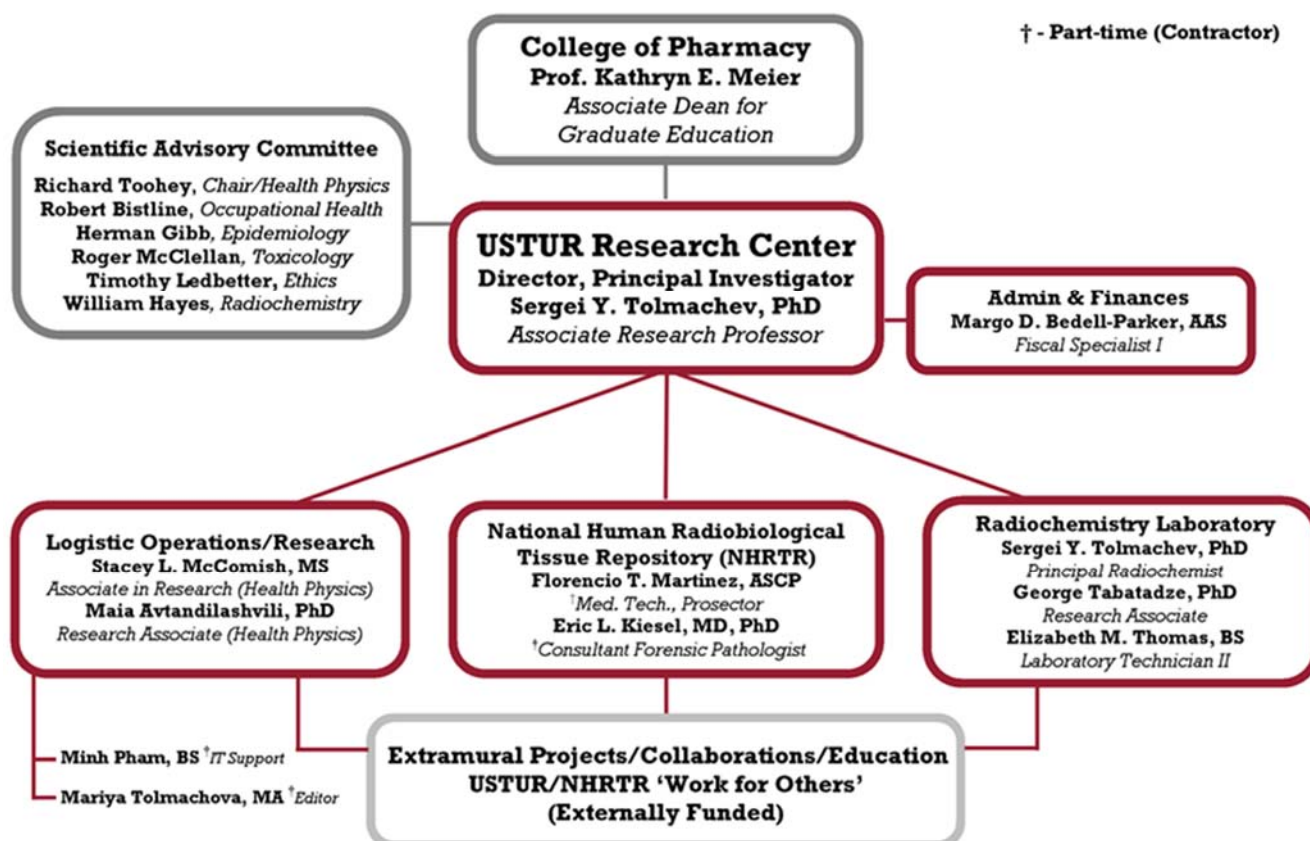 † - Part-time (Contractor)
College of Pharmacy
Prof. Kathryn E. Meier
Associate Dean for
Graduate Education
Scientific Advisory Committee
Richard Toohey, Chair/Health Physics
Robert Bistline, Occupational Health
Herman Gibb, Epidemiology
Roger McClellan, Toxicology
Timothy Ledbetter, Ethics
William Hayes, Radiochemistry
USTUR Research Center
Director, Principal Investigator
Sergei Y. Tolmachev, PhD
Associate Research Professor
Admin & Finances
Margo D. Bedell-Parker, AAS
Fiscal Specialist I
Logistic Operations/Research
Stacey L. McComish, MS
Associate in Research (Health Physics)
Maia Avtandilashvili, PhD
Research Associate (Health Physics)
National Human Radiobiological
Tissue Repository (NHRTR)
Florencio T. Martinez, ASCP
†Med. Tech., Prosector
Eric L. Kiesel, MD, PhD
†Consultant Forensic Pathologist
Radiochemistry Laboratory
Sergei Y. Tolmachev, PhD
Principal Radiochemist
George Tabatadze, PhD
Research Associate
Elizabeth M. Thomas, BS
Laboratory Technician II
Minh Pham, BS †IT Support
Mariya Tolmachova, MA †Editor
Extramural Projects/Collaborations/Education
USTUR/NHRTR ‘Work for Others’
(Externally Funded)